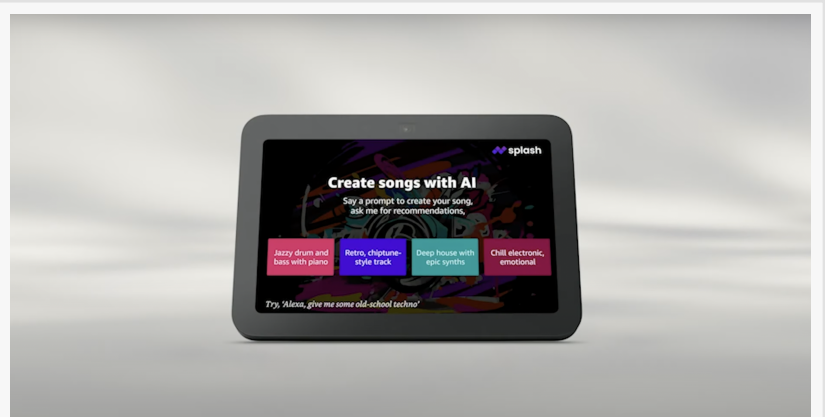 splash
Create songs with AI
Say a prompt to create your song,
ask me for recommendations,
Jazzy drum and
bass with piano
Retro, chiptune-
style track
Deep house with
epic synths
Chill electronic,
emotional
Try, ‘Alexa, give me some old-school techno’